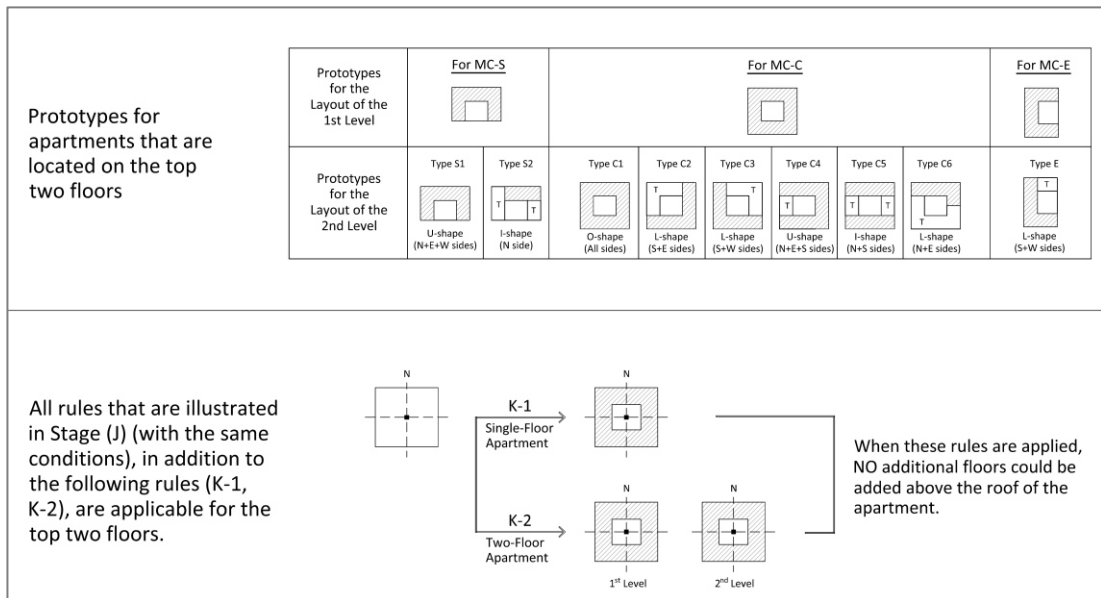 Prototypes for
apartments that are
located on the top
two floors
Prototypes
for the
Layout of the
1st Level
For MC-S
For MC-C
For MC-E
Prototypes
for the
Layout of the
2nd Level
Type S1
U-shape
(N+E+W sides)
Type S2
T
T
I-shape
(N side)
Type C1
O-shape
(All sides)
Type C2
T
L-shape
(S+E sides)
Type C3
T
L-shape
(S+W sides)
Type C4
T
U-shape
(N+E+S sides)
Type C5
T
T
I-shape
(N+S sides)
Type C6
T
L-shape
(N+E sides)
Type E
T
L-shape
(S+W sides)
All rules that are illustrated
in Stage (J) (with the same
conditions), in addition to
the following rules (K-1,
K-2), are applicable for the
top two floors.
N
K-1
Single-Floor
Apartment
N
K-2
Two-Floor
Apartment
N
1st Level
N
2nd Level
When these rules are applied,
NO additional floors could be
added above the roof of the
apartment.